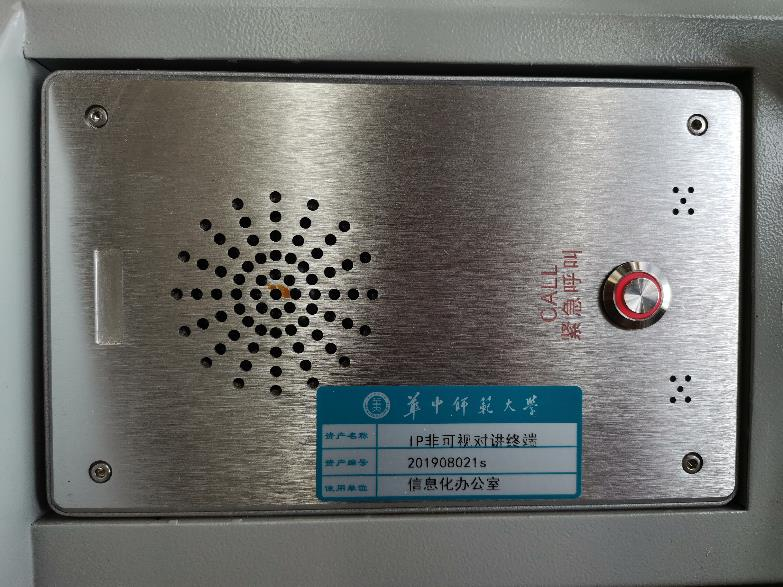 CALL
紧急呼叫
華中師範大學
资产名称 IP非可视对讲终端
资产编号 201908021s
使用单位 信息化办公室